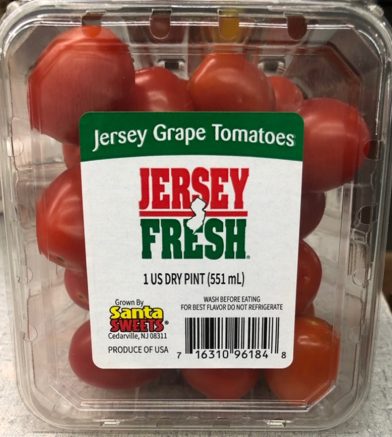 Jersey Grape Tomatoes
JERSEY
FRESH®
1 US DRY PINT (551 mL)
WASH BEFORE EATING
FOR BEST FLAVOR DO NOT REFRIGERATE
Grown By
Santa
SWEETS®
Cedarville, NJ 08311
PRODUCE OF USA
7 16310 96184 8